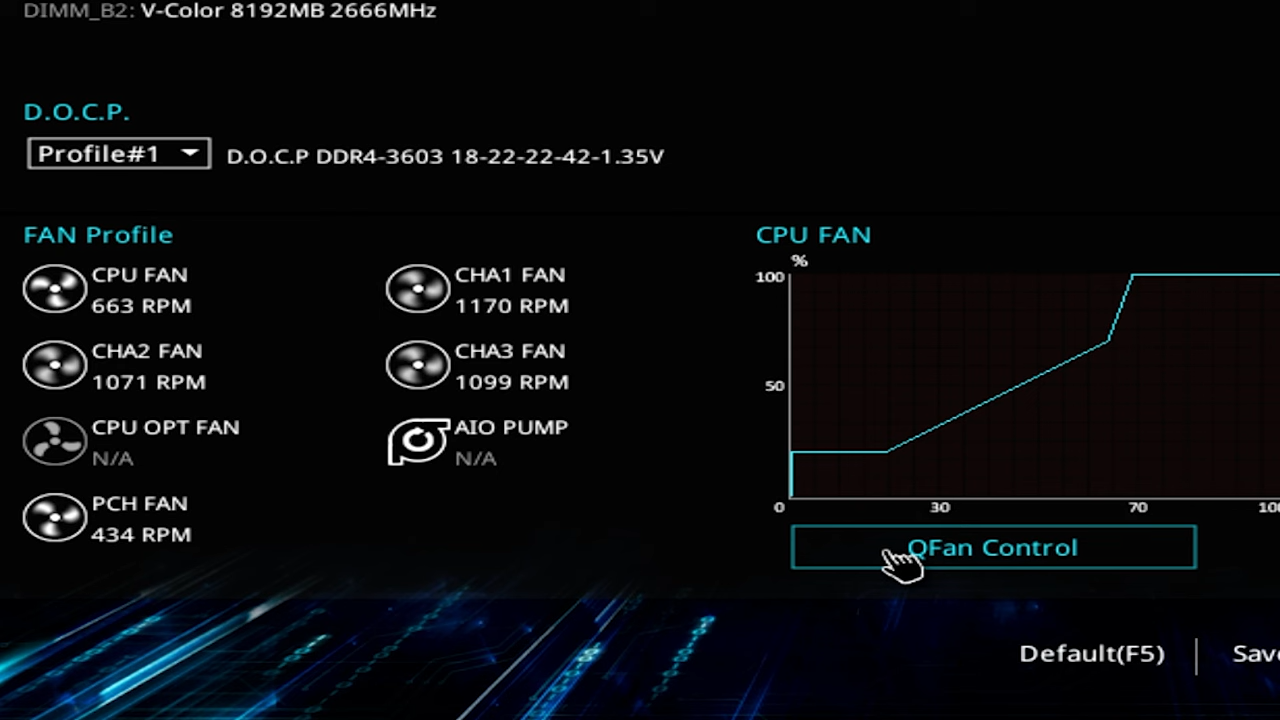 DIMM_B2: V-Color 8192MB 2666MHz
D.O.C.P.
Profile#1
D.O.C.P DDR4-3603 18-22-22-42-1.35V
FAN Profile
CPU FAN
663 RPM
CHA1 FAN
1170 RPM
CHA2 FAN
1071 RPM
CHA3 FAN
1099 RPM
CPU OPT FAN
N/A
AIO PUMP
N/A
PCH FAN
434 RPM
CPU FAN
%
100
50
0 30 70 100
QFan Control
Default(F5)
Save